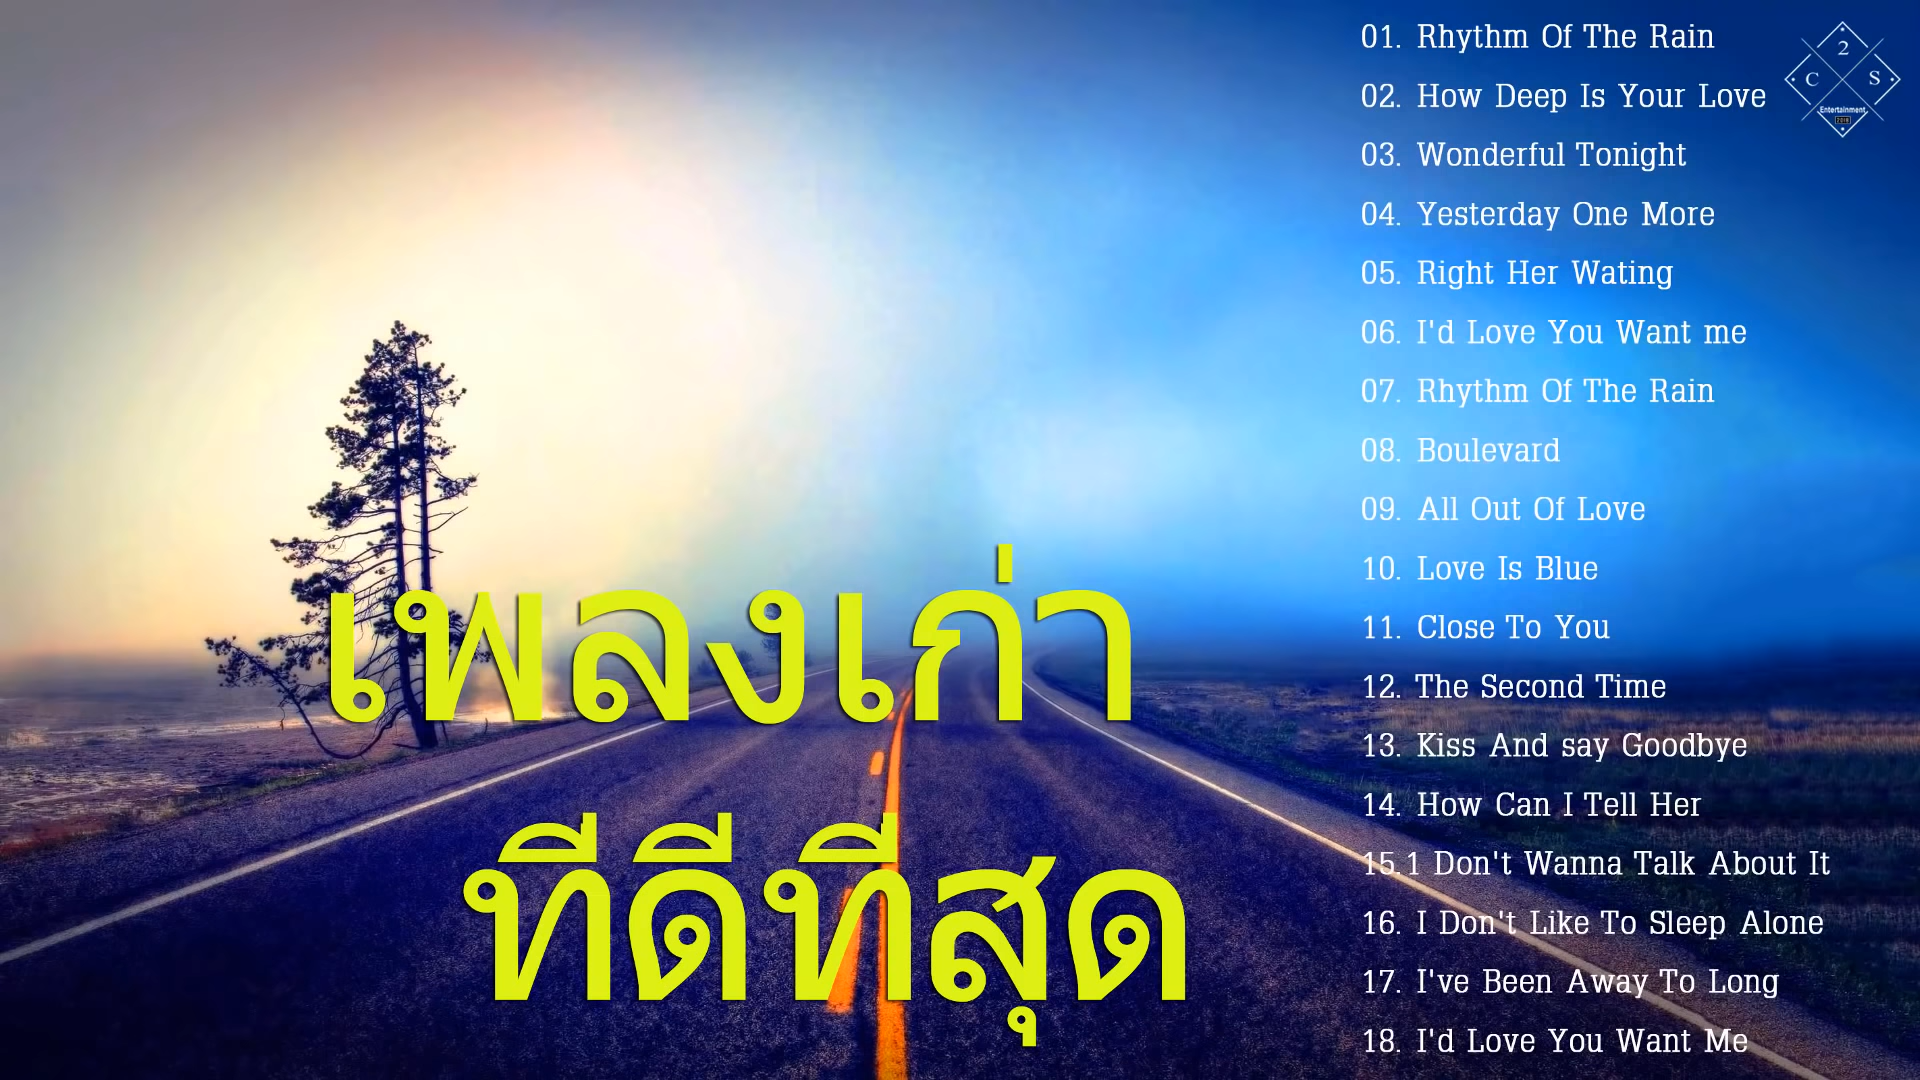 01. Rhythm Of The Rain
02. How Deep Is Your Love
03. Wonderful Tonight
04. Yesterday One More
05. Right Her Wating
06. I'd Love You Want me
07. Rhythm Of The Rain
08. Boulevard
09. All Out Of Love
10. Love Is Blue
11. Close To You
12. The Second Time
13. Kiss And say Goodbye
14. How Can I Tell Her
15.1 Don't Wanna Talk About It
16. I Don't Like To Sleep Alone
17. I've Been Away To Long
18. I'd Love You Want Me
2
C S
Entertainment
2018
เพลงเก่า
ทีดีทีสุด